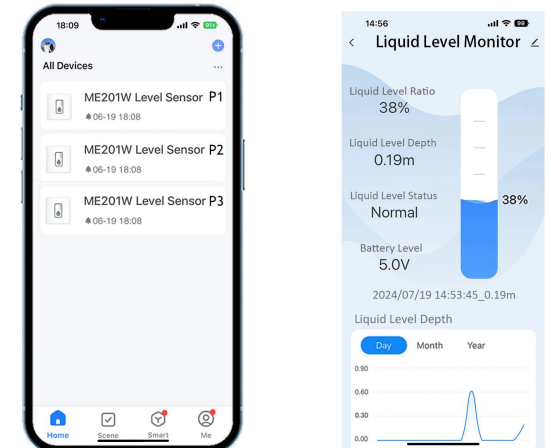 18:09
All Devices
...
ME201W Level Sensor P1
06-19 18:08
ME201W Level Sensor P2
06-19 18:08
ME201W Level Sensor P3
06-19 18:08
Home
Scene
Smart
Me
14:56
99
Liquid Level Monitor
Liquid Level Ratio
38%
Liquid Level Depth
0.19m
Liquid Level Status
Normal
38%
Battery Level
5.0V
2024/07/19 14:53:45_0.19m
Liquid Level Depth
Day Month Year
0.90
0.60
0.30
0.00